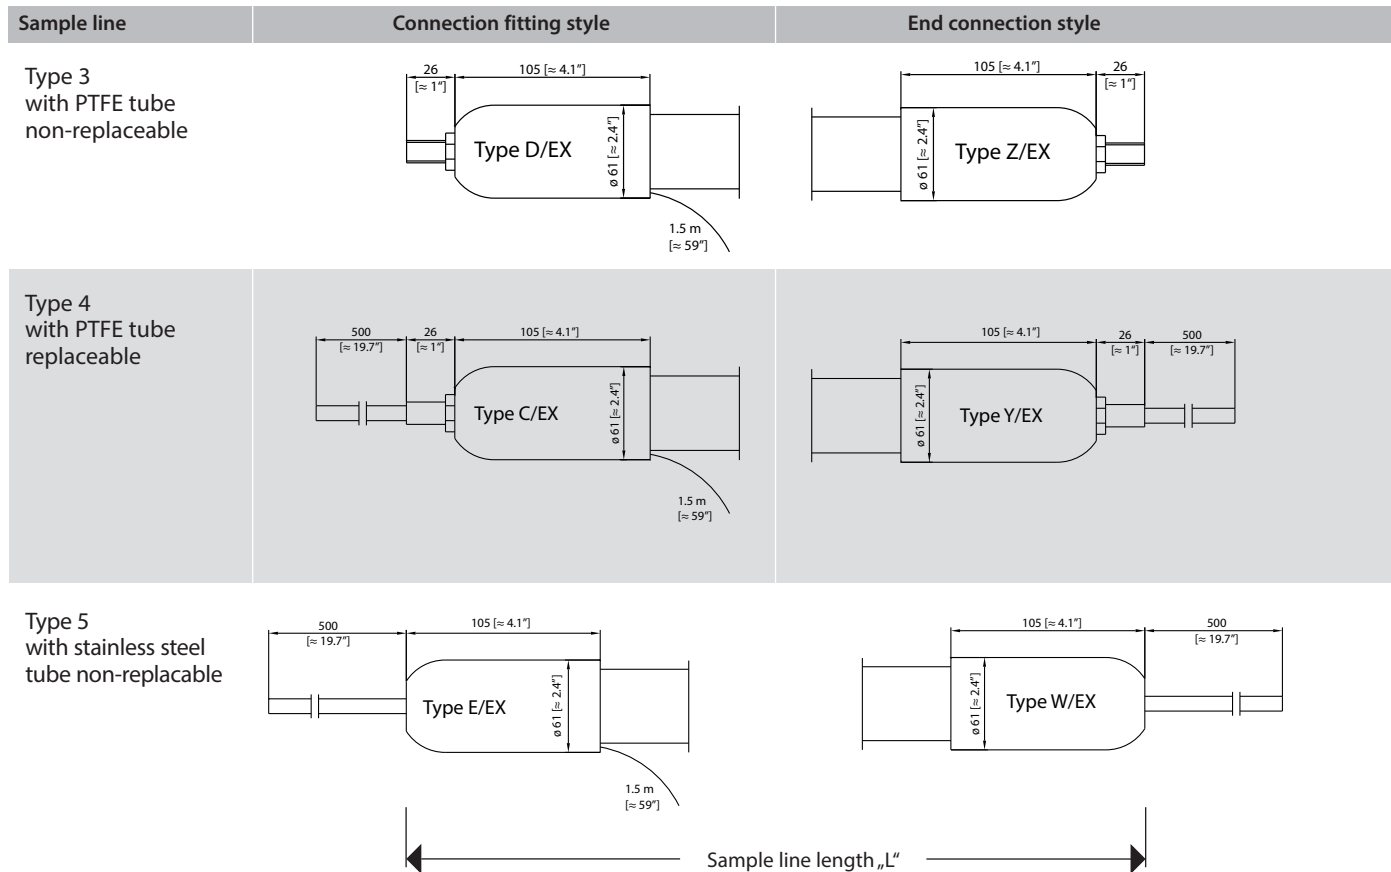 Sample line Connection fitting style End connection style
Type 3
with PTFE tube
non-replaceable
26
[≈ 1“]
105 [≈ 4.1“]
Type D/EX
ø 61 [≈ 2.4“]
1.5 m
[≈ 59“]
105 [≈ 4.1“]
26
[≈ 1“]
ø 61 [≈ 2.4“]
Type Z/EX
Type 4
with PTFE tube
replaceable
500
[≈ 19.7“]
26
[≈ 1“]
105 [≈ 4.1“]
Type C/EX
ø 61 [≈ 2.4“]
1.5 m
[≈ 59“]
105 [≈ 4.1“]
26
[≈ 1“]
500
[≈ 19.7“]
ø 61 [≈ 2.4“]
Type Y/EX
Type 5
with stainless steel
tube non-replacable
500
[≈ 19.7“]
105 [≈ 4.1“]
Type E/EX
ø 61 [≈ 2.4“]
1.5 m
[≈ 59“]
105 [≈ 4.1“]
500
[≈ 19.7“]
ø 61 [≈ 2.4“]
Type W/EX
Sample line length „L“